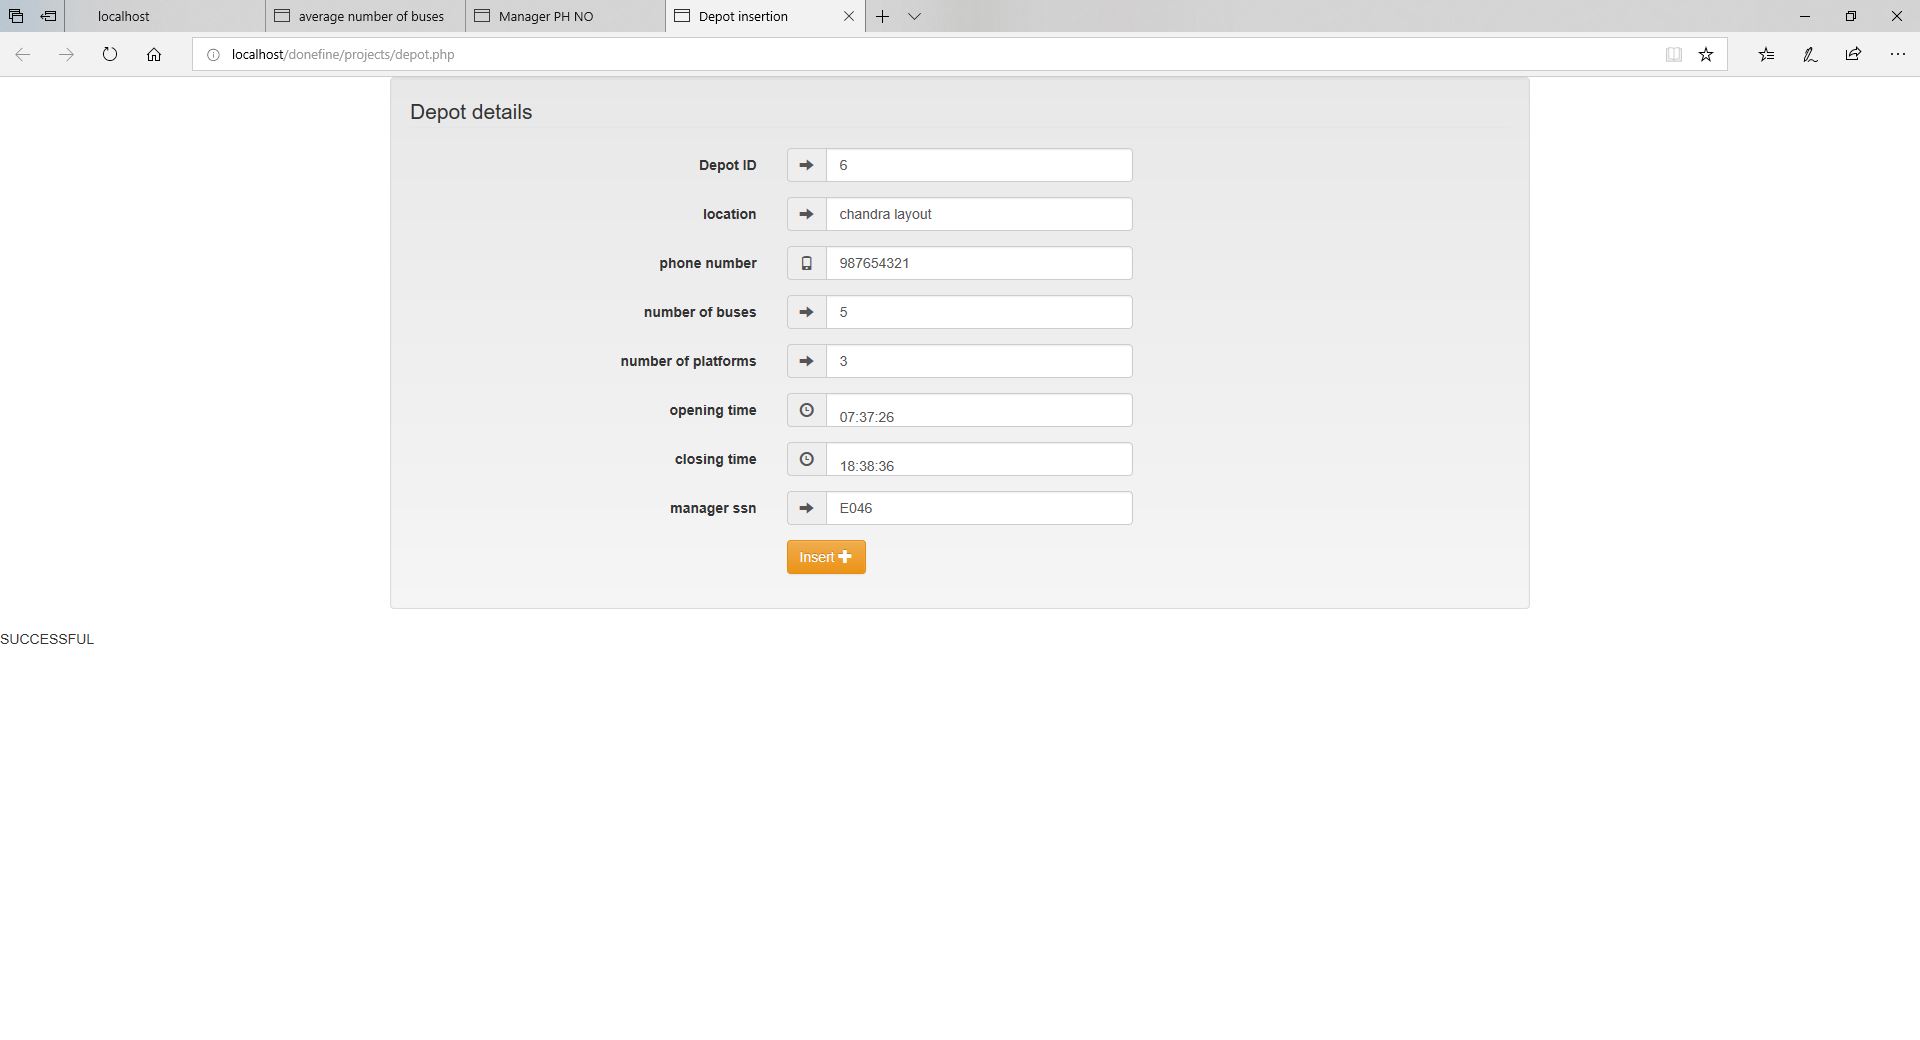 localhost
average number of buses
Manager PH NO
Depot insertion
localhost/donefine/projects/depot.php
Depot details
Depot ID 6
location chandra layout
phone number 987654321
number of buses 5
number of platforms 3
opening time 07:37:26
closing time 18:38:36
manager ssn E046
Insert
SUCCESSFUL